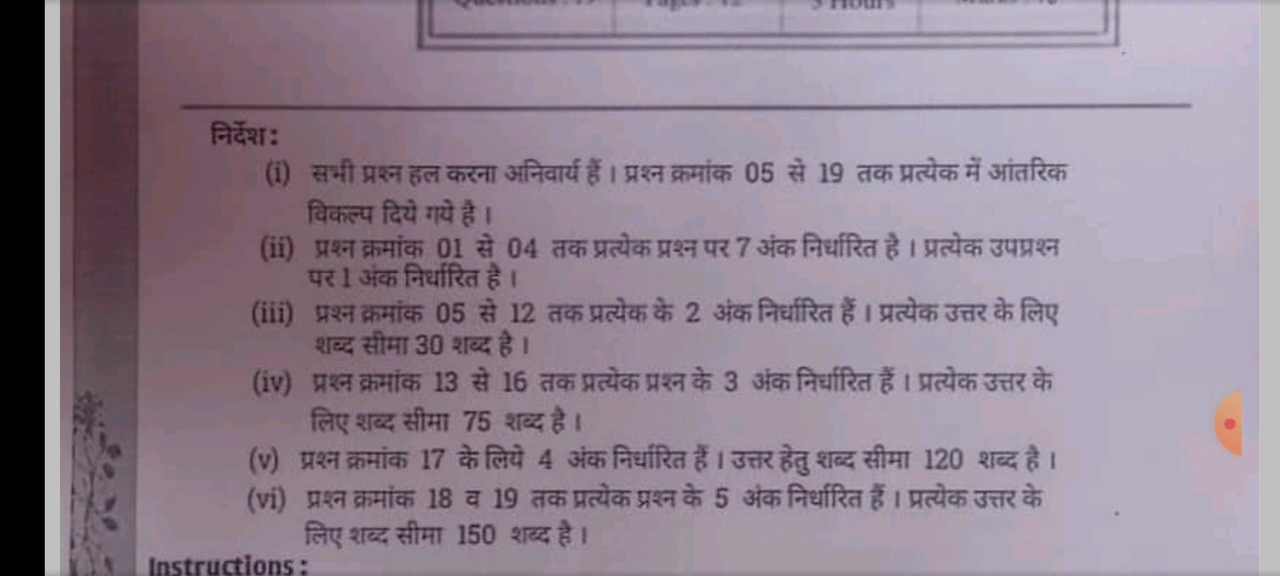 3 Hours
निर्देश :
(i) सभी प्रश्न हल करना अनिवार्य हैं । प्रश्न क्रमांक 05 से 19 तक प्रत्येक में आंतरिक
विकल्प दिये गये है ।
(ii) प्रश्न क्रमांक 01 से 04 तक प्रत्येक प्रश्न पर 7 अंक निर्धारित है । प्रत्येक उपप्रश्न
पर 1 अंक निर्धारित है ।
(iii) प्रश्न क्रमांक 05 से 12 तक प्रत्येक के 2 अंक निर्धारित हैं । प्रत्येक उत्तर के लिए
शब्द सीमा 30 शब्द है ।
(iv) प्रश्न क्रमांक 13 से 16 तक प्रत्येक प्रश्न के 3 अंक निर्धारित हैं । प्रत्येक उत्तर के
लिए शब्द सीमा 75 शब्द है ।
(v) प्रश्न क्रमांक 17 के लिये 4 अंक निर्धारित हैं । उत्तर हेतु शब्द सीमा 120 शब्द है ।
(vi) प्रश्न क्रमांक 18 व 19 तक प्रत्येक प्रश्न के 5 अंक निर्धारित हैं । प्रत्येक उत्तर के
लिए शब्द सीमा 150 शब्द है ।
Instructions :